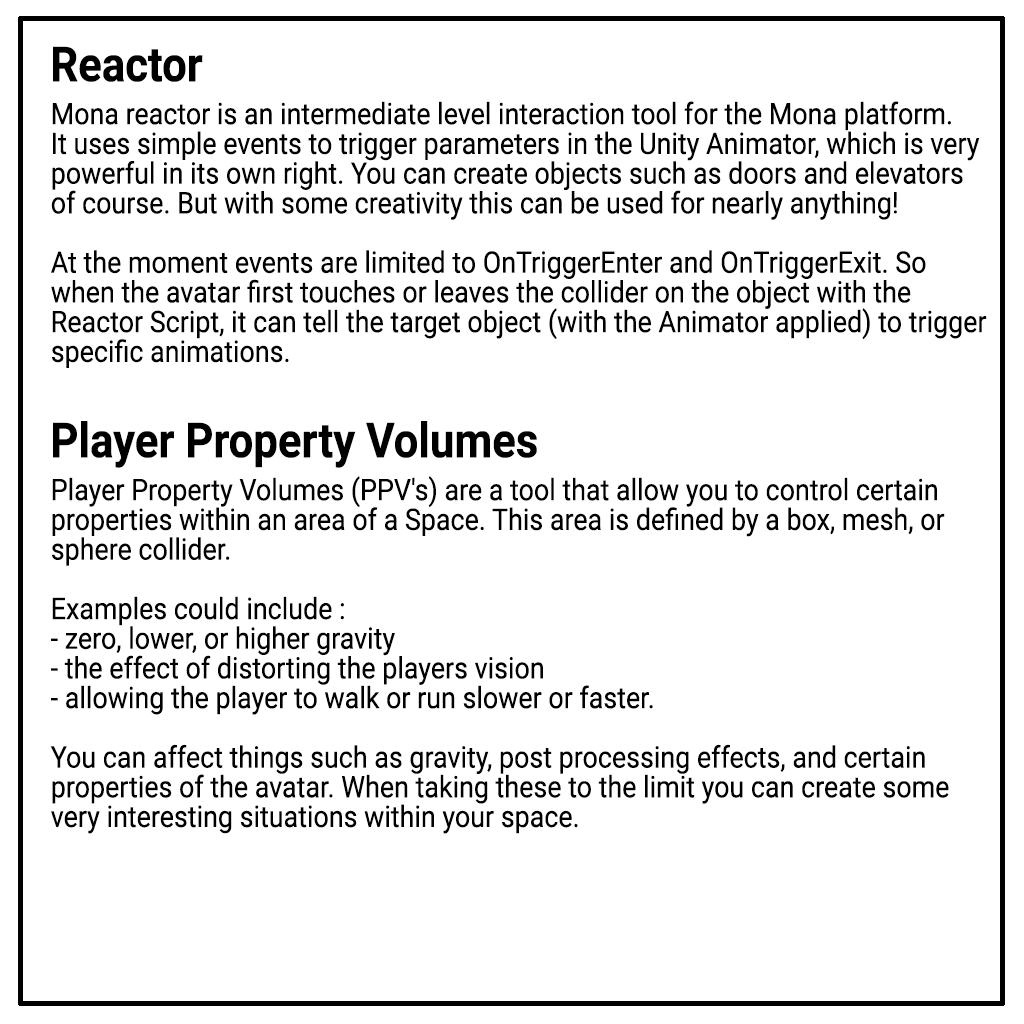 Reactor
Mona reactor is an intermediate level interaction tool for the Mona platform.
It uses simple events to trigger parameters in the Unity Animator, which is very
powerful in its own right. You can create objects such as doors and elevators
of course. But with some creativity this can be used for nearly anything!
At the moment events are limited to OnTriggerEnter and OnTriggerExit. So
when the avatar first touches or leaves the collider on the object with the
Reactor Script, it can tell the target object (with the Animator applied) to trigger
specific animations.
Player Property Volumes
Player Property Volumes (PPV's) are a tool that allow you to control certain
properties within an area of a Space. This area is defined by a box, mesh, or
sphere collider.
Examples could include :
- zero, lower, or higher gravity
- the effect of distorting the players vision
- allowing the player to walk or run slower or faster.
You can affect things such as gravity, post processing effects, and certain
properties of the avatar. When taking these to the limit you can create some
very interesting situations within your space.